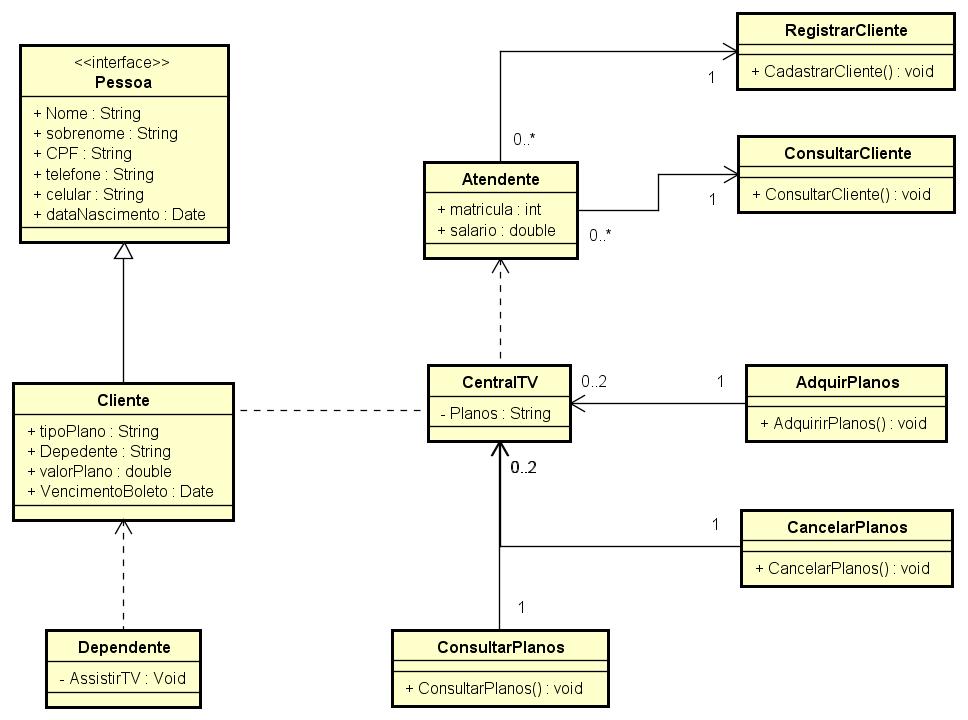 <<interface>>
Pessoa
+ Nome : String
+ sobrenome : String
+ CPF : String
+ telefone : String
+ celular : String
+ dataNascimento : Date
RegistrarCliente
+ CadastrarCliente() : void
1
0..*
Atendente
+ matricula : int
+ salario : double
ConsultarCliente
+ ConsultarCliente() : void
1
0..*
Cliente
+ tipoPlano : String
+ Depedente : String
+ valorPlano : double
+ VencimentoBoleto : Date
CentralTV
- Planos : String
0..2
1
AdquirPlanos
+ AdquirirPlanos() : void
0..2
1
CancelarPlanos
+ CancelarPlanos() : void
Dependente
- AssistirTV : Void
1
ConsultarPlanos
+ ConsultarPlanos() : void